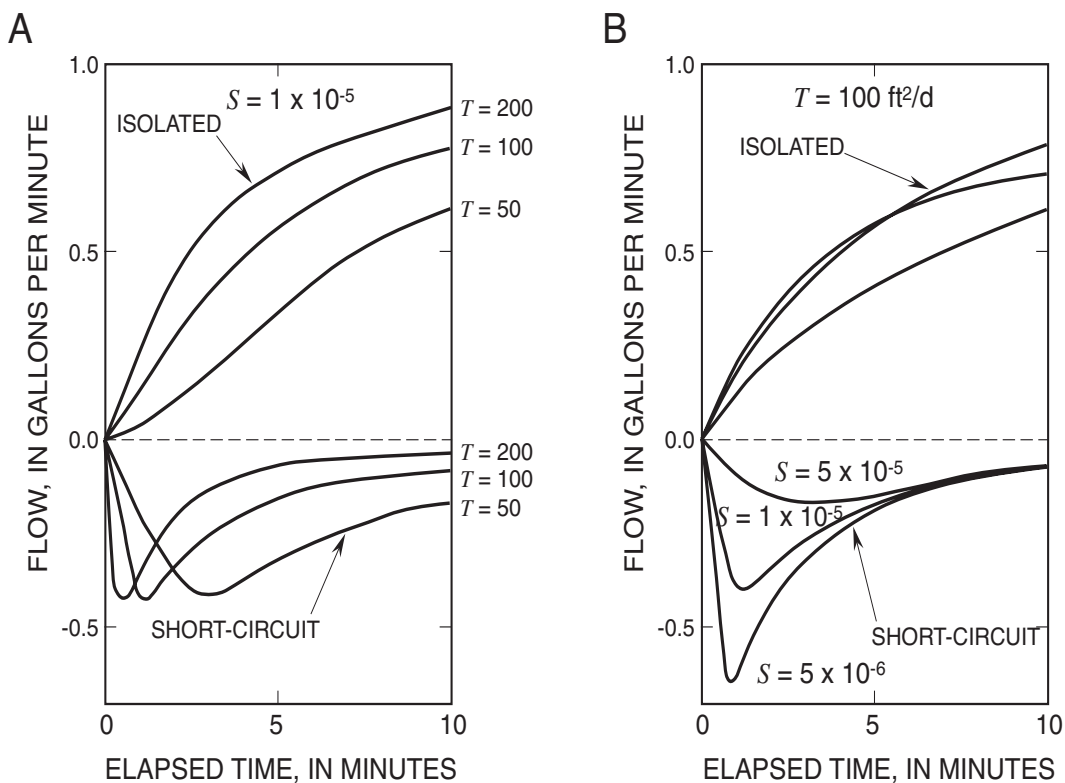 A
FLOW, IN GALLONS PER MINUTE
1.0
0.5
0.0
-0.5
S = 1 x 10⁻⁵
ISOLATED
T = 200
T = 100
T = 50
T = 200
T = 100
T = 50
SHORT-CIRCUIT
0
5
10
ELAPSED TIME, IN MINUTES
B
FLOW, IN GALLONS PER MINUTE
1.0
0.5
0.0
-0.5
T = 100 ft²/d
ISOLATED
S = 5 x 10⁻⁵
S = 1 x 10⁻⁵
SHORT-CIRCUIT
S = 5 x 10⁻⁶
0
5
10
ELAPSED TIME, IN MINUTES